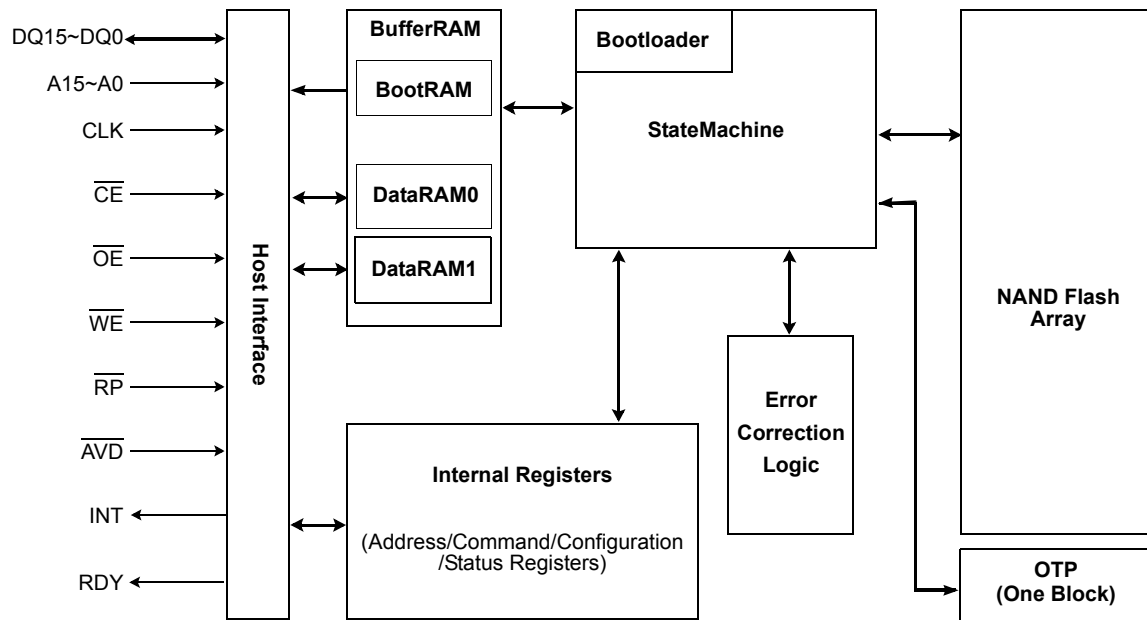 DQ15~DQ0
A15~A0
CLK
CE
OE
WE
RP
AVD
INT
RDY
Host Interface
BufferRAM
BootRAM
DataRAM0
DataRAM1
Bootloader
StateMachine
Internal Registers
(Address/Command/Configuration
/Status Registers)
Error
Correction
Logic
NAND Flash
Array
OTP
(One Block)